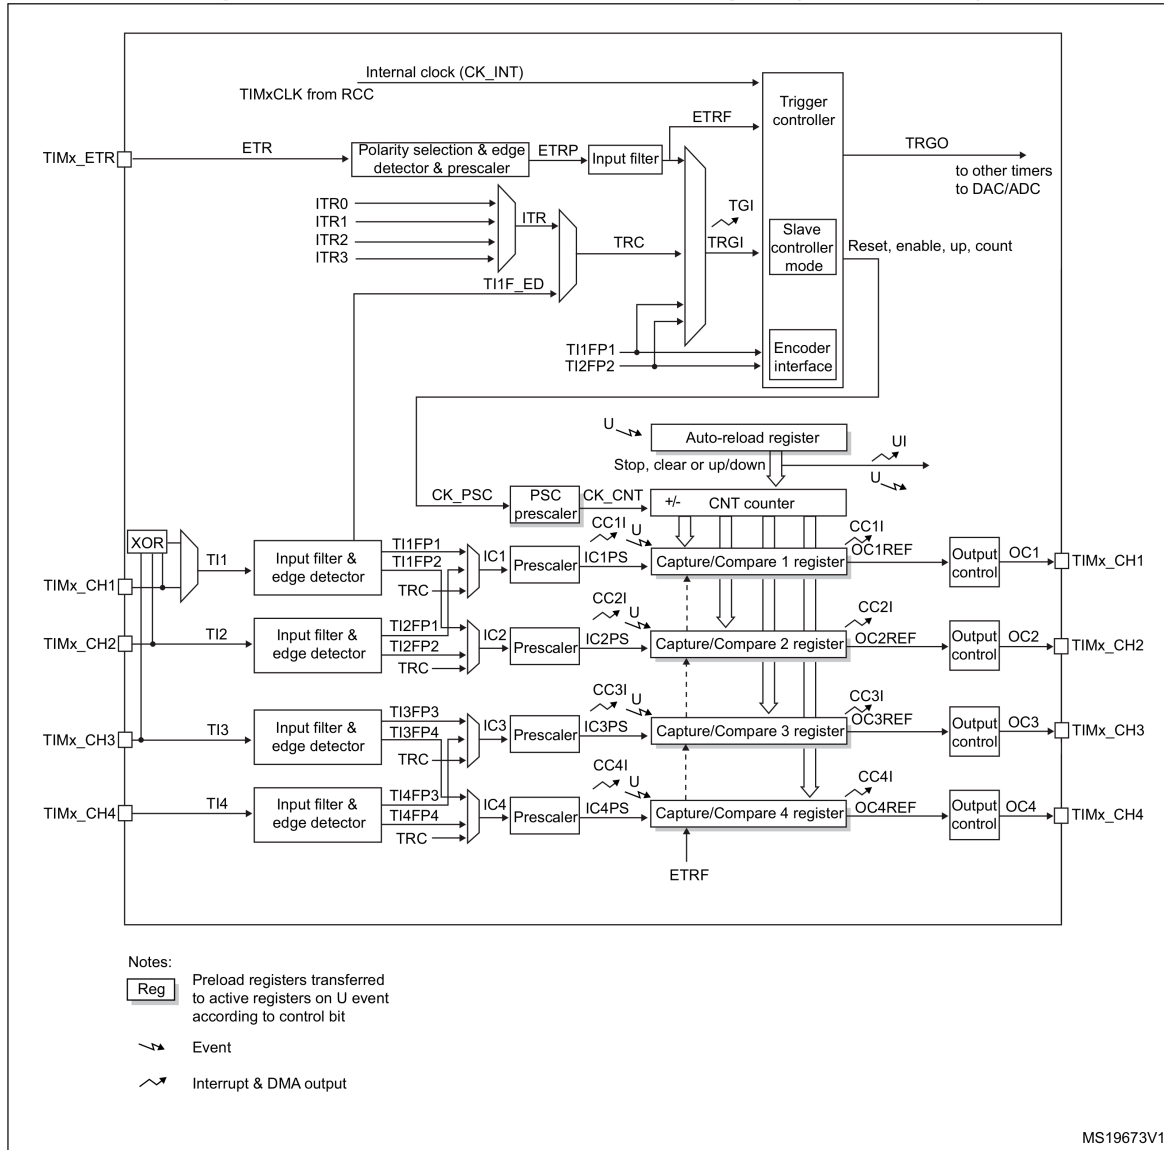 Internal clock (CK_INT)
TIMxCLK from RCC
Trigger
controller
ETRF
TIMx_ETR
ETR
Polarity selection & edge
detector & prescaler
ETRP
Input filter
TRGO
to other timers
to DAC/ADC
ITR0
ITR1
ITR2
ITR3
ITR
TGI
TRC
TRGI
Slave
controller
mode
Reset, enable, up, count
TI1F_ED
TI1FP1
TI2FP2
Encoder
interface
U
Auto-reload register
UI
Stop, clear or up/down
U
CK_PSC
PSC
prescaler
CK_CNT
+/-
CNT counter
XOR
TIMx_CH1
TI1
Input filter &
edge detector
TI1FP1
TI1FP2
TRC
IC1
Prescaler
CC1I
U
IC1PS
Capture/Compare 1 register
CC1I
OC1REF
Output
control
OC1
TIMx_CH1
TIMx_CH2
TI2
Input filter &
edge detector
TI2FP1
TI2FP2
TRC
IC2
Prescaler
CC2I
U
IC2PS
Capture/Compare 2 register
CC2I
OC2REF
Output
control
OC2
TIMx_CH2
TIMx_CH3
TI3
Input filter &
edge detector
TI3FP3
TI3FP4
TRC
IC3
Prescaler
CC3I
U
IC3PS
Capture/Compare 3 register
CC3I
OC3REF
Output
control
OC3
TIMx_CH3
TIMx_CH4
TI4
Input filter &
edge detector
TI4FP3
TI4FP4
TRC
IC4
Prescaler
CC4I
U
IC4PS
Capture/Compare 4 register
CC4I
OC4REF
Output
control
OC4
TIMx_CH4
ETRF
Notes:
Reg
Preload registers transferred
to active registers on U event
according to control bit
Event
Interrupt & DMA output
MS19673V1